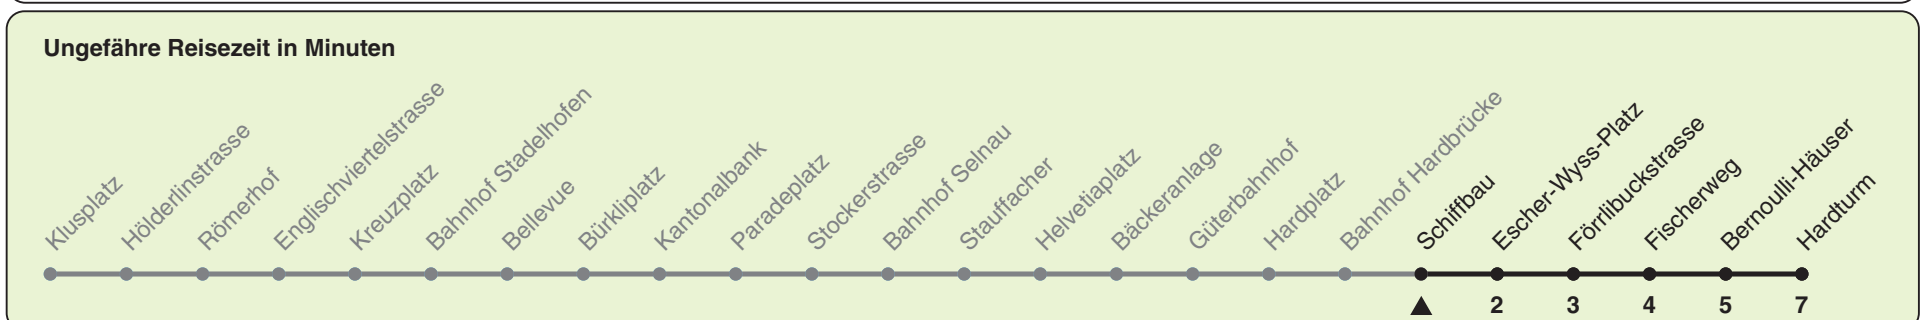 Ungefähre Reisezeit in Minuten
Klusplatz
Hölderlinstrasse
Römerhof
Englischviertelstrasse
Kreuzplatz
Bahnhof Stadelhofen
Bellevue
Bürkliplatz
Kantonalbank
Paradeplatz
Stockerstrasse
Bahnhof Selnau
Stauffacher
Helvetiaplatz
Bäckeranlage
Güterbahnhof
Hardplatz
Bahnhof Hardbrücke
Schiffbau
Escher-Wyss-Platz
Förrlibuckstrasse
Fischerweg
Bernoulli-Häuser
Hardturm
2 3 4 5 7